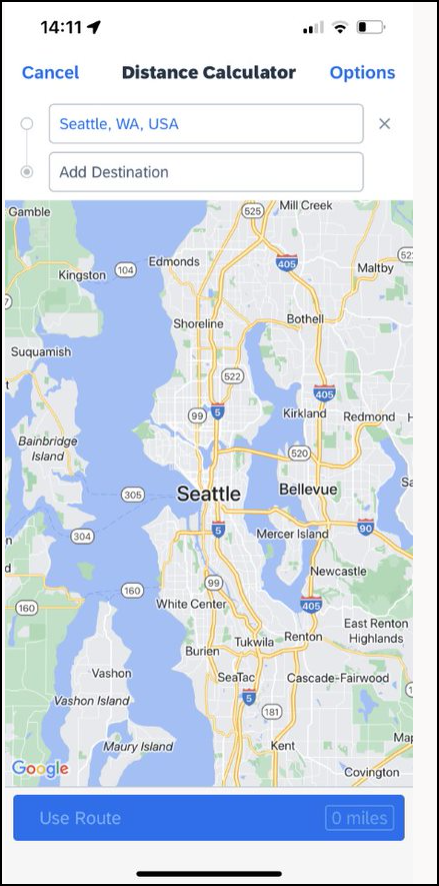 14:11
Cancel Distance Calculator Options
Seattle, WA, USA
Add Destination
Gamble 525 Mill Creek
Edmonds 405 522
Kingston 104 Maltby
Shoreline Bothell
Suquamish
522
405
99 5 Kirkland Redmond
Bainbridge
Island
520
305 Seattle Bellevue
304 5 Mercer Island 90
Newcastle
160 99
160 White Center 405
East Renton
Highlands
Tukwila Renton
Burien
Vashon SeaTac Cascade-Fairwood
Vashon Island 5
181
Maury Island Kent
Google Covington
Use Route 0 miles